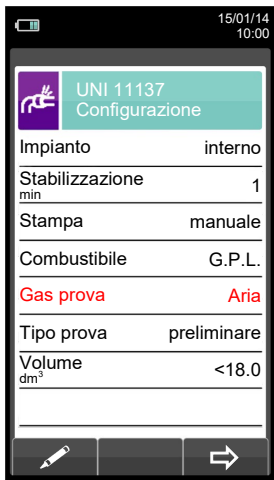 15/01/14
10:00
UNI 11137
Configurazione
Impianto interno
Stabilizzazione 1
min
Stampa manuale
Combustibile G.P.L.
Gas prova Aria
Tipo prova preliminare
Volume <18.0
dm³